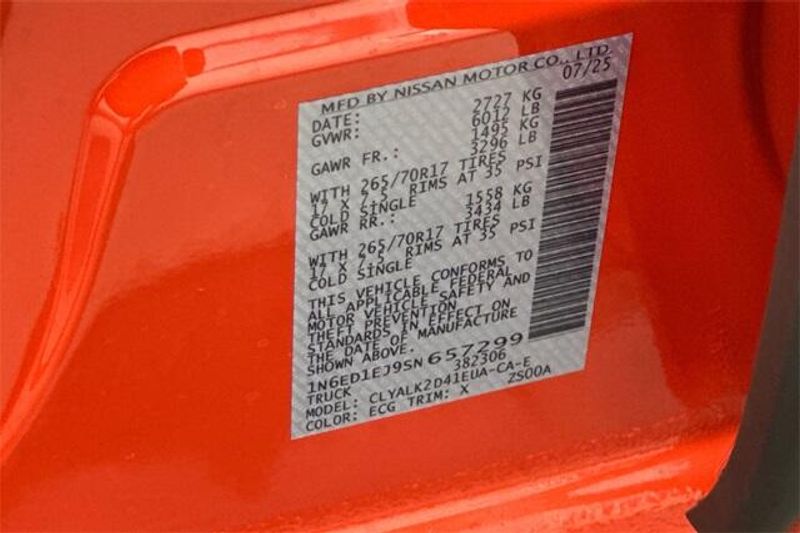 MFD BY NISSAN MOTOR CO., LTD.
DATE: 07/25
GVWR: 2727 KG
6012 LB
GAWR FR.: 1495 KG
3296 LB
WITH 265/70R17 TIRES
17 X 7.5 RIMS AT 35 PSI
COLD SINGLE
GAWR RR.: 1558 KG
3434 LB
WITH 265/70R17 TIRES
17 X 7.5 RIMS AT 35 PSI
COLD SINGLE
THIS VEHICLE CONFORMS TO
ALL APPLICABLE FEDERAL
MOTOR VEHICLE SAFETY AND
THEFT PREVENTION
STANDARDS IN EFFECT ON
THE DATE OF MANUFACTURE
SHOWN ABOVE.
1N6ED1EJ9SN657299
TRUCK 382306
MODEL: CLYALK2D41EUA-CA-E
COLOR: ECG TRIM: X ZS00A